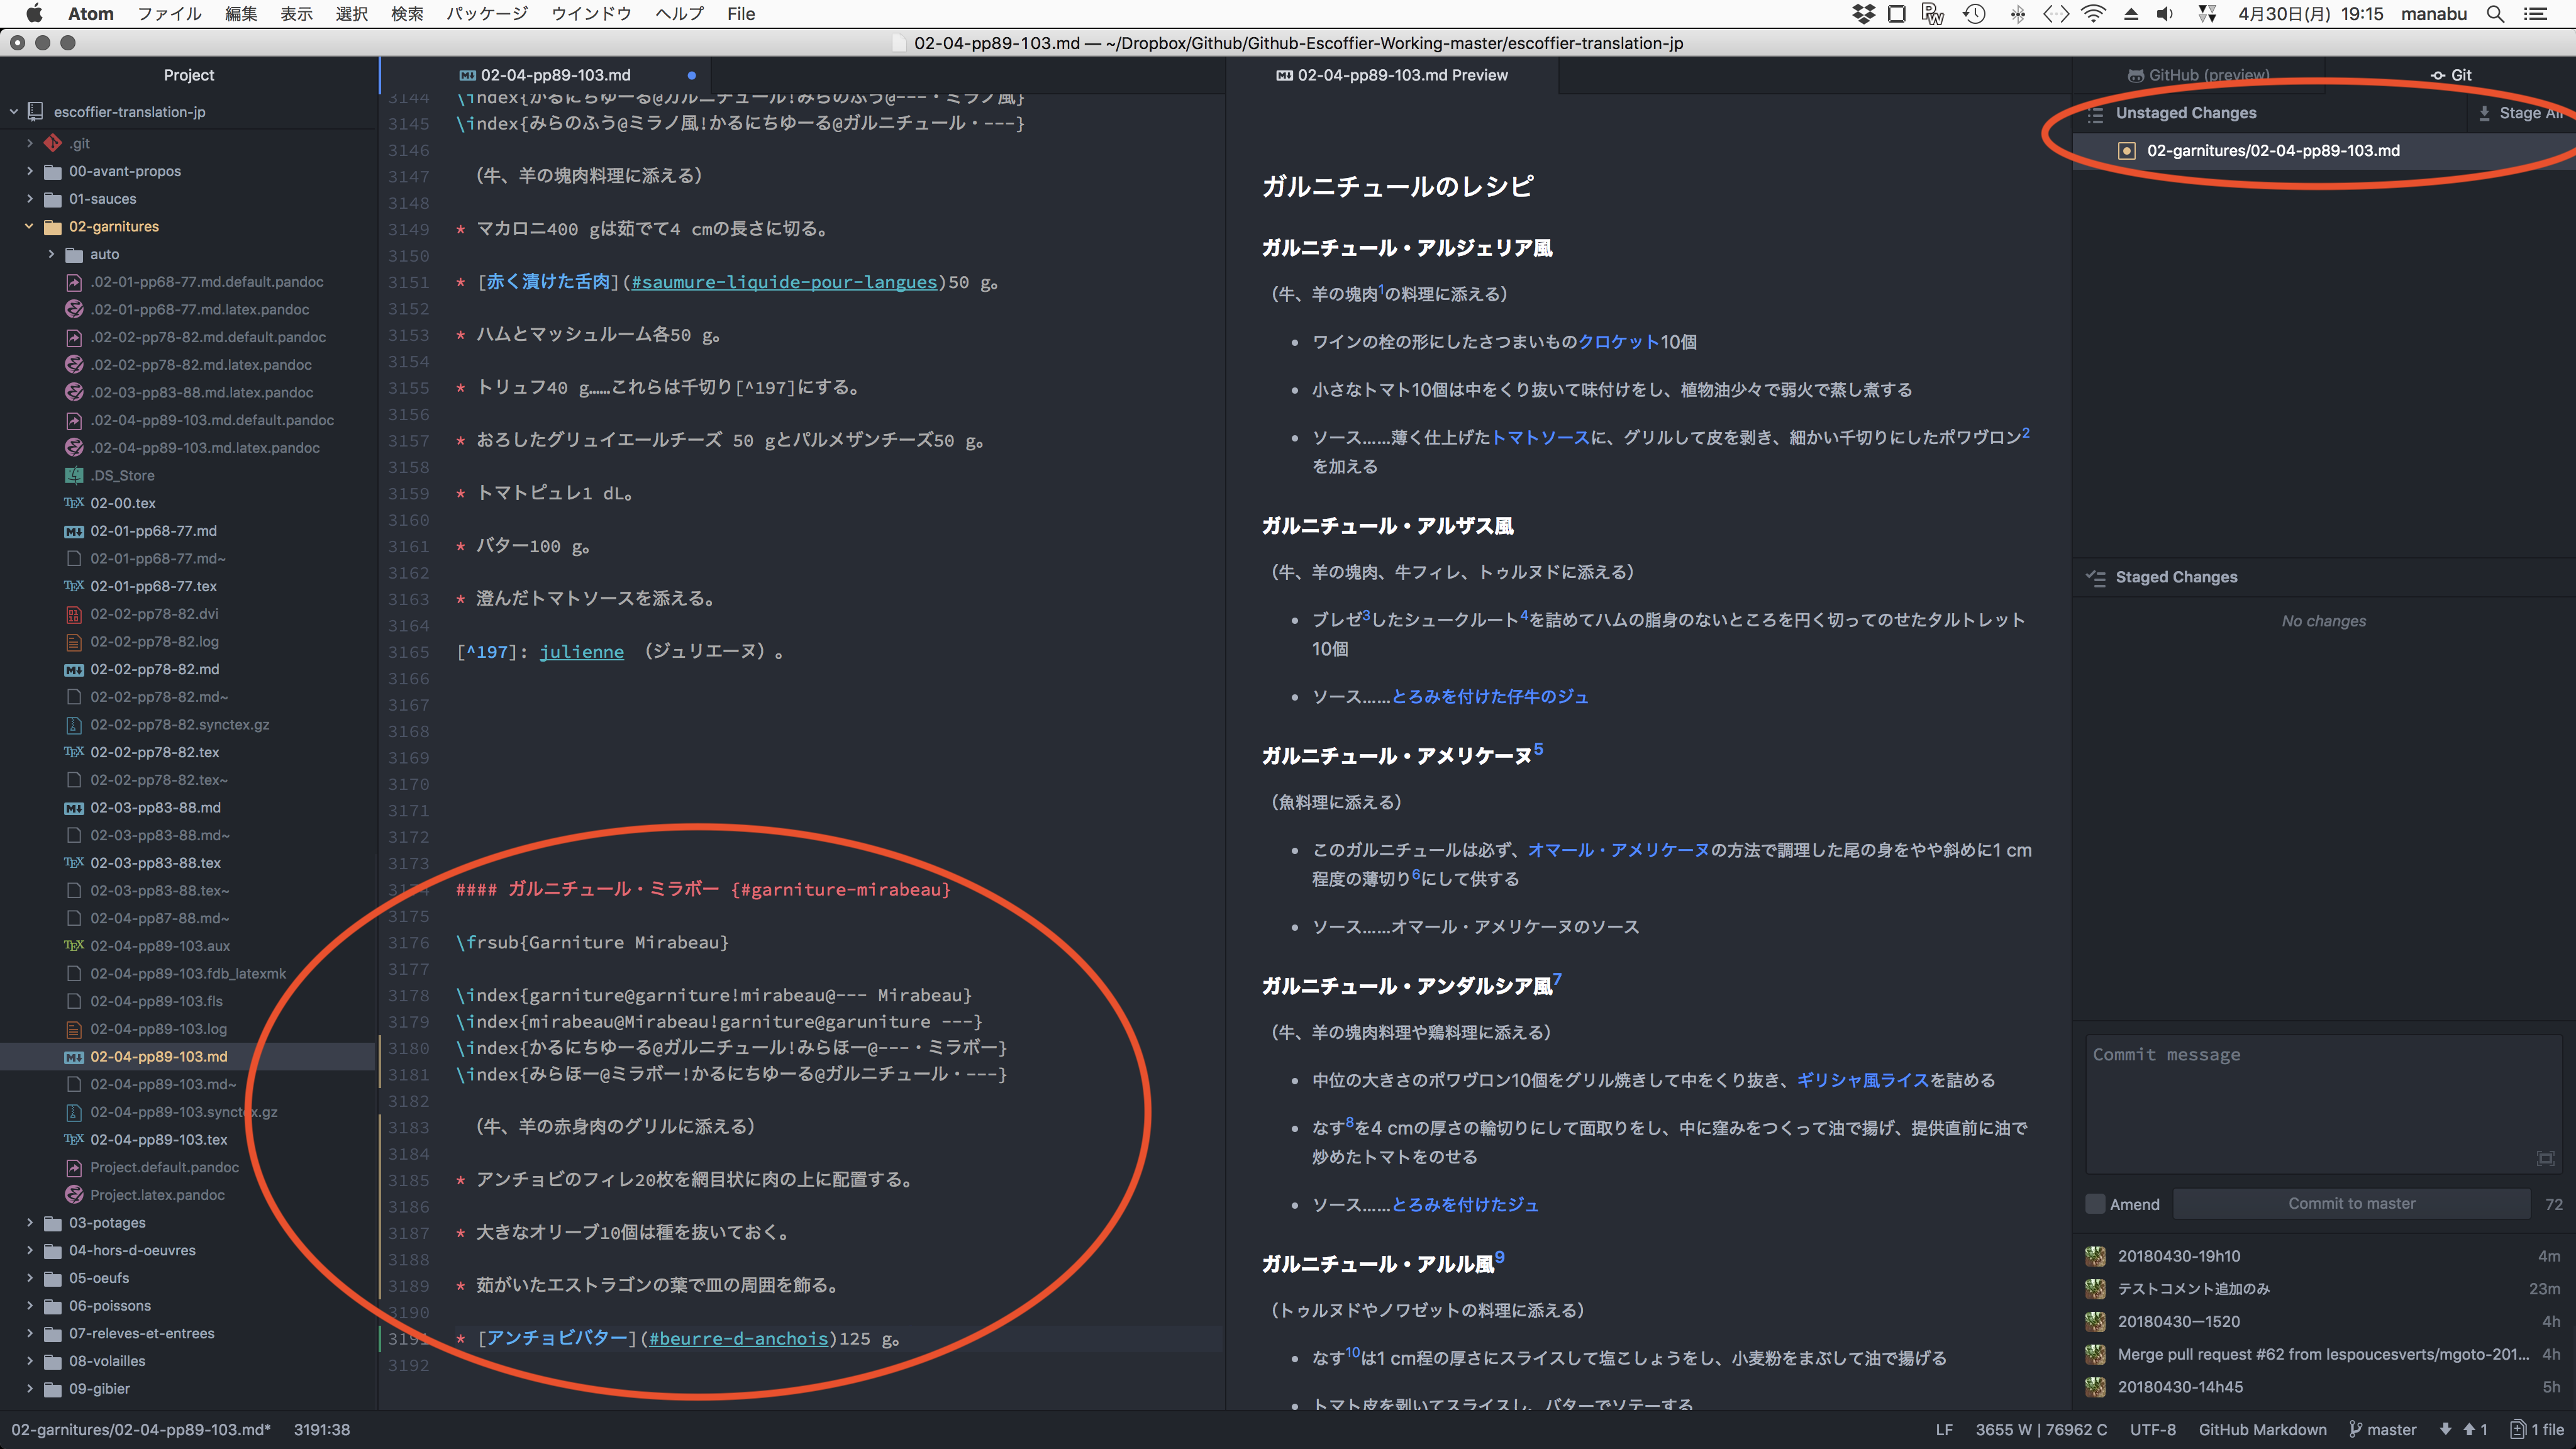 Atom ファイル 編集 表示 選択 検索 パッケージ ウインドウ ヘルプ File
4月30日(月) 19:15 manabu
02-04-pp89-103.md — ~/Dropbox/Github/Github-Escoffier-Working-master/escoffier-translation-jp
Project
escoffier-translation-jp
.git
00-avant-propos
01-sauces
02-garnitures
auto
.02-01-pp68-77.md.default.pandoc
.02-01-pp68-77.md.latex.pandoc
.02-02-pp78-82.md.default.pandoc
.02-02-pp78-82.md.latex.pandoc
.02-03-pp83-88.md.latex.pandoc
.02-04-pp89-103.md.default.pandoc
.02-04-pp89-103.md.latex.pandoc
.DS_Store
02-00.tex
02-01-pp68-77.md
02-01-pp68-77.md~
02-01-pp68-77.tex
02-02-pp78-82.dvi
02-02-pp78-82.log
02-02-pp78-82.md
02-02-pp78-82.md~
02-02-pp78-82.synctex.gz
02-02-pp78-82.tex
02-02-pp78-82.tex~
02-03-pp83-88.md
02-03-pp83-88.md~
02-03-pp83-88.tex
02-03-pp83-88.tex~
02-04-pp87-88.md~
02-04-pp89-103.aux
02-04-pp89-103.fdb_latexmk
02-04-pp89-103.fls
02-04-pp89-103.log
02-04-pp89-103.md
02-04-pp89-103.md~
02-04-pp89-103.synctex.gz
02-04-pp89-103.tex
Project.default.pandoc
Project.latex.pandoc
03-potages
04-hors-d-oeuvres
05-oeufs
06-poissons
07-releves-et-entrees
08-volailles
09-gibier
02-04-pp89-103.md
3144 \index{かるにちゆーる@ガルニチュール!みらのふう@---・ミラノ風}
3145 \index{みらのふう@ミラノ風!かるにちゆーる@ガルニチュール・---}
3146
3147 （牛、羊の塊肉料理に添える）
3148
3149 * マカロニ400 gは茹でて4 cmの長さに切る。
3150
3151 * [赤く漬けた舌肉](#saumure-liquide-pour-langues)50 g。
3152
3153 * ハムとマッシュルーム各50 g。
3154
3155 * トリュフ40 g……これらは千切り[^197]にする。
3156
3157 * おろしたグリュイエールチーズ 50 gとパルメザンチーズ50 g。
3158
3159 * トマトピュレ1 dL。
3160
3161 * バター100 g。
3162
3163 * 澄んだトマトソースを添える。
3164
3165 [^197]: julienne （ジュリエーヌ）。
3166
3167
3168
3169
3170
3171
3172
3173
3174 #### ガルニチュール・ミラボー {#garniture-mirabeau}
3175
3176 \frsub{Garniture Mirabeau}
3177
3178 \index{garniture@garniture!mirabeau@--- Mirabeau}
3179 \index{mirabeau@Mirabeau!garniture@garuniture ---}
3180 \index{かるにちゆーる@ガルニチュール!みらほー@---・ミラボー}
3181 \index{みらほー@ミラボー!かるにちゆーる@ガルニチュール・---}
3182
3183 （牛、羊の赤身肉のグリルに添える）
3184
3185 * アンチョビのフィレ20枚を網目状に肉の上に配置する。
3186
3187 * 大きなオリーブ10個は種を抜いておく。
3188
3189 * 茹がいたエストラゴンの葉で皿の周囲を飾る。
3190
3191 * [アンチョビバター](#beurre-d-anchois)125 g。
3192
02-04-pp89-103.md Preview
ガルニチュールのレシピ
ガルニチュール・アルジェリア風
（牛、羊の塊肉1の料理に添える）
• ワインの栓の形にしたさつまいものクロケット10個
• 小さなトマト10個は中をくり抜いて味付けをし、植物油少々で弱火で蒸し煮する
• ソース……薄く仕上げたトマトソースに、グリルして皮を剥き、細かい千切りにしたポワヴロン2
を加える
ガルニチュール・アルザス風
（牛、羊の塊肉、牛フィレ、トゥルヌドに添える）
• ブレゼ3したシュークルート4を詰めてハムの脂身のないところを円く切ってのせたタルトレット
10個
• ソース……とろみを付けた仔牛のジュ
ガルニチュール・アメリケーヌ5
（魚料理に添える）
• このガルニチュールは必ず、オマール・アメリケーヌの方法で調理した尾の身をやや斜めに1 cm
程度の薄切り6にして供する
• ソース……オマール・アメリケーヌのソース
ガルニチュール・アンダルシア風7
（牛、羊の塊肉料理や鶏料理に添える）
• 中位の大きさのポワヴロン10個をグリル焼きして中をくり抜き、ギリシャ風ライスを詰める
• なす8を4 cmの厚さの輪切りにして面取りをし、中に窪みをつくって油で揚げ、提供直前に油で
炒めたトマトをのせる
• ソース……とろみを付けたジュ
ガルニチュール・アルル風9
（トゥルヌドやノワゼットの料理に添える）
• なす10は1 cm程の厚さにスライスして塩こしょうをし、小麦粉をまぶして油で揚げる
• トマト皮を剥いてスライスし、バターでソテーする
GitHub (preview) Git
Unstaged Changes Stage All
02-garnitures/02-04-pp89-103.md
Staged Changes
No changes
Commit message
Amend Commit to master 72
20180430-19h10 4m
テストコメント追加のみ 23m
20180430ー1520 4h
Merge pull request #62 from lespoucesverts/mgoto-201... 4h
20180430-14h45 5h
02-garnitures/02-04-pp89-103.md* 3191:38
LF 3655 W | 76962 C UTF-8 GitHub Markdown master 1 1 file